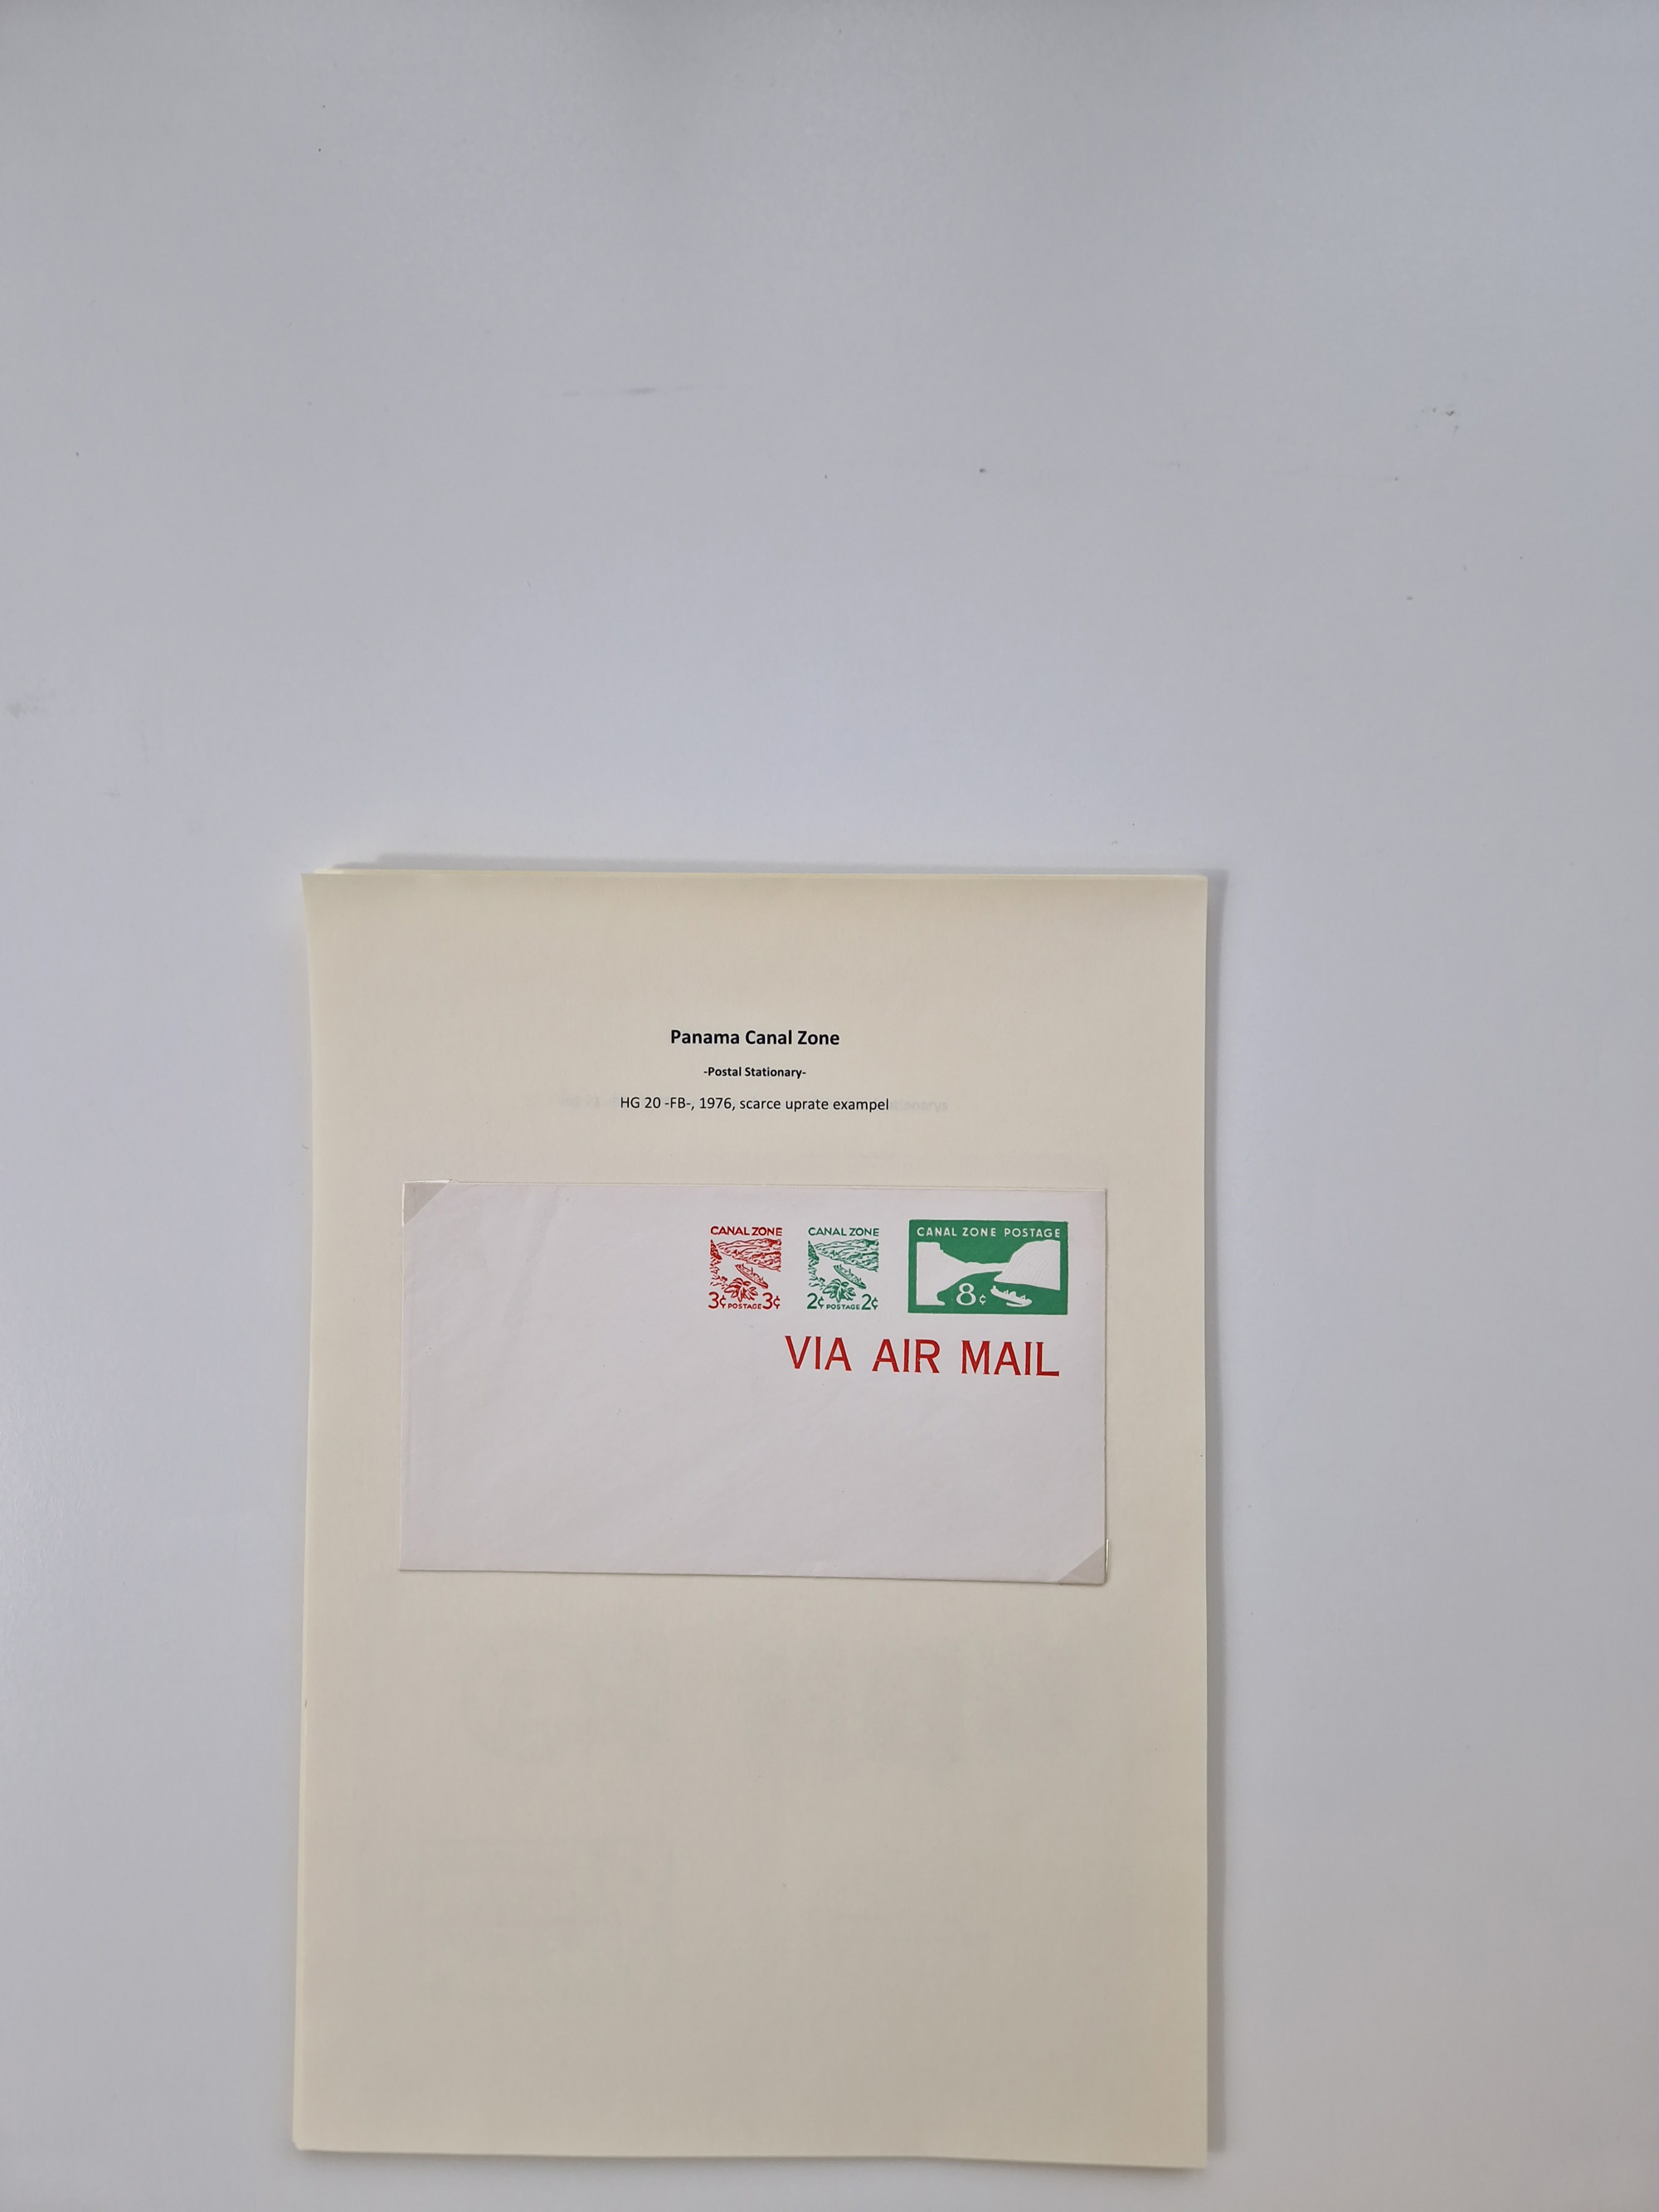 Panama Canal Zone
-Postal Stationary-
HG 20 -FB-, 1976, scarce uprate exampel
CANAL ZONE
3¢ POSTAGE 3¢
CANAL ZONE
2¢ POSTAGE 2¢
CANAL ZONE POSTAGE
8¢
VIA AIR MAIL